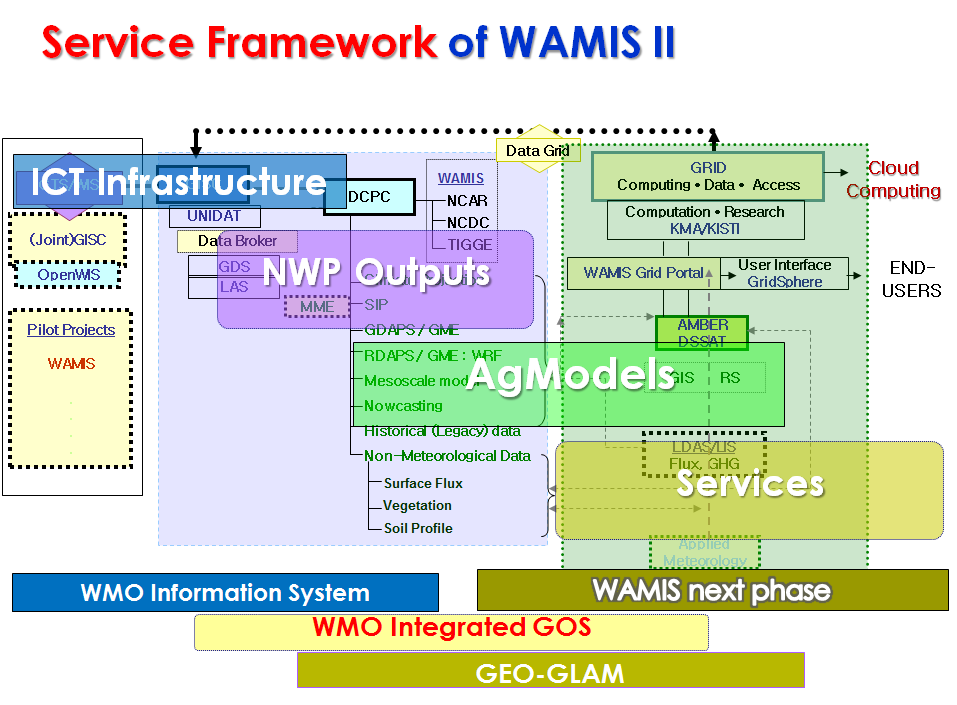 Service Framework of WAMIS II
Data Grid
ICT Infrastructure
DCPC
WAMIS
NCAR
NCDC
TIGGE
GRID
Computing • Data • Access
Cloud
Computing
UNIDAT
Computation • Research
KMA/KISTI
(Joint)GISC
OpenWIS
Data Broker
GDS
LAS
NWP Outputs
MME
SIP
GDAPS / GME
RDAPS / GME : WRF
Mesoscale model
Nowcasting
Historical (Legacy) data
Non-Meteorological Data
Surface Flux
Vegetation
Soil Profile
WAMIS Grid Portal
User Interface
GridSphere
END-
USERS
Pilot Projects
WAMIS
AMBER
DSSAT
AgModels
GIS RS
LDAS/LIS
Flux, GHG
Services
Applied
Meteorology
WMO Information System
WAMIS next phase
WMO Integrated GOS
GEO-GLAM